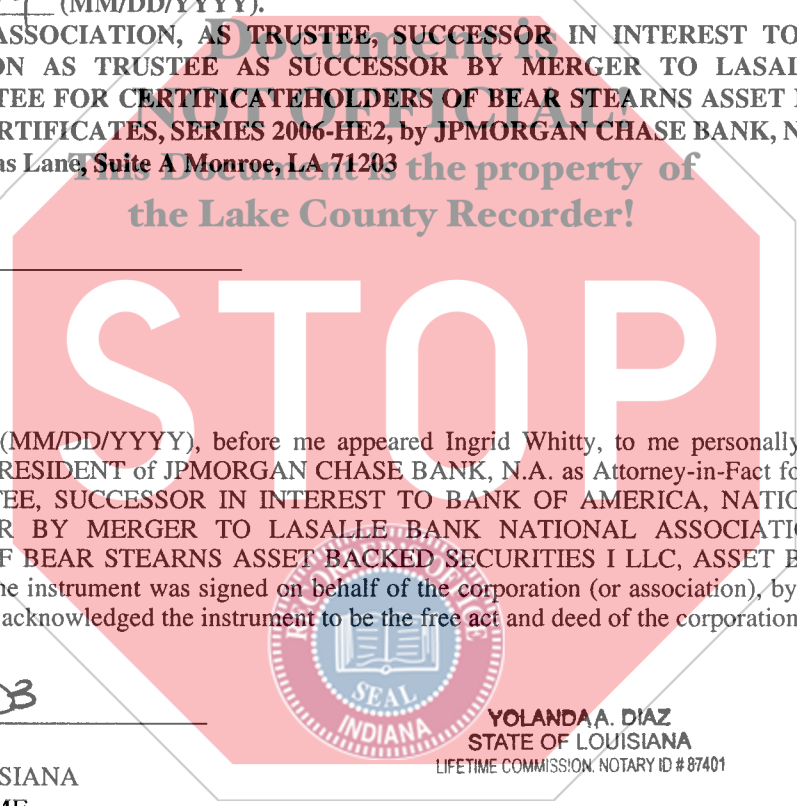 (MM/DD/YYYY).
ASSOCIATION, AS TRUSTEE, SUCCESSOR IN INTEREST TO
ON AS TRUSTEE AS SUCCESSOR BY MERGER TO LASAL
TEE FOR CERTIFICATEHOLDERS OF BEAR STEARNS ASSET
RTIFICATES, SERIES 2006-HE2, by JPMORGAN CHASE BANK, N
as Lane, Suite A Monroe, LA 71203
Document is
NOT OFFICIAL!
This Document is the property of
the Lake County Recorder!
STOP
(MM/DD/YYYY), before me appeared Ingrid Whitty, to me personally
RESIDENT of JPMORGAN CHASE BANK, N.A. as Attorney-in-Fact fo
TEE, SUCCESSOR IN INTEREST TO BANK OF AMERICA, NATIO
R BY MERGER TO LASALLE BANK NATIONAL ASSOCIATIO
F BEAR STEARNS ASSET BACKED SECURITIES I LLC, ASSET B
he instrument was signed on behalf of the corporation (or association), by
acknowledged the instrument to be the free act and deed of the corporation
RECORDER'S OFFICE
SEAL
INDIANA
YOLANDA A. DIAZ
STATE OF LOUISIANA
LIFETIME COMMISSION, NOTARY ID # 87401
SIANA